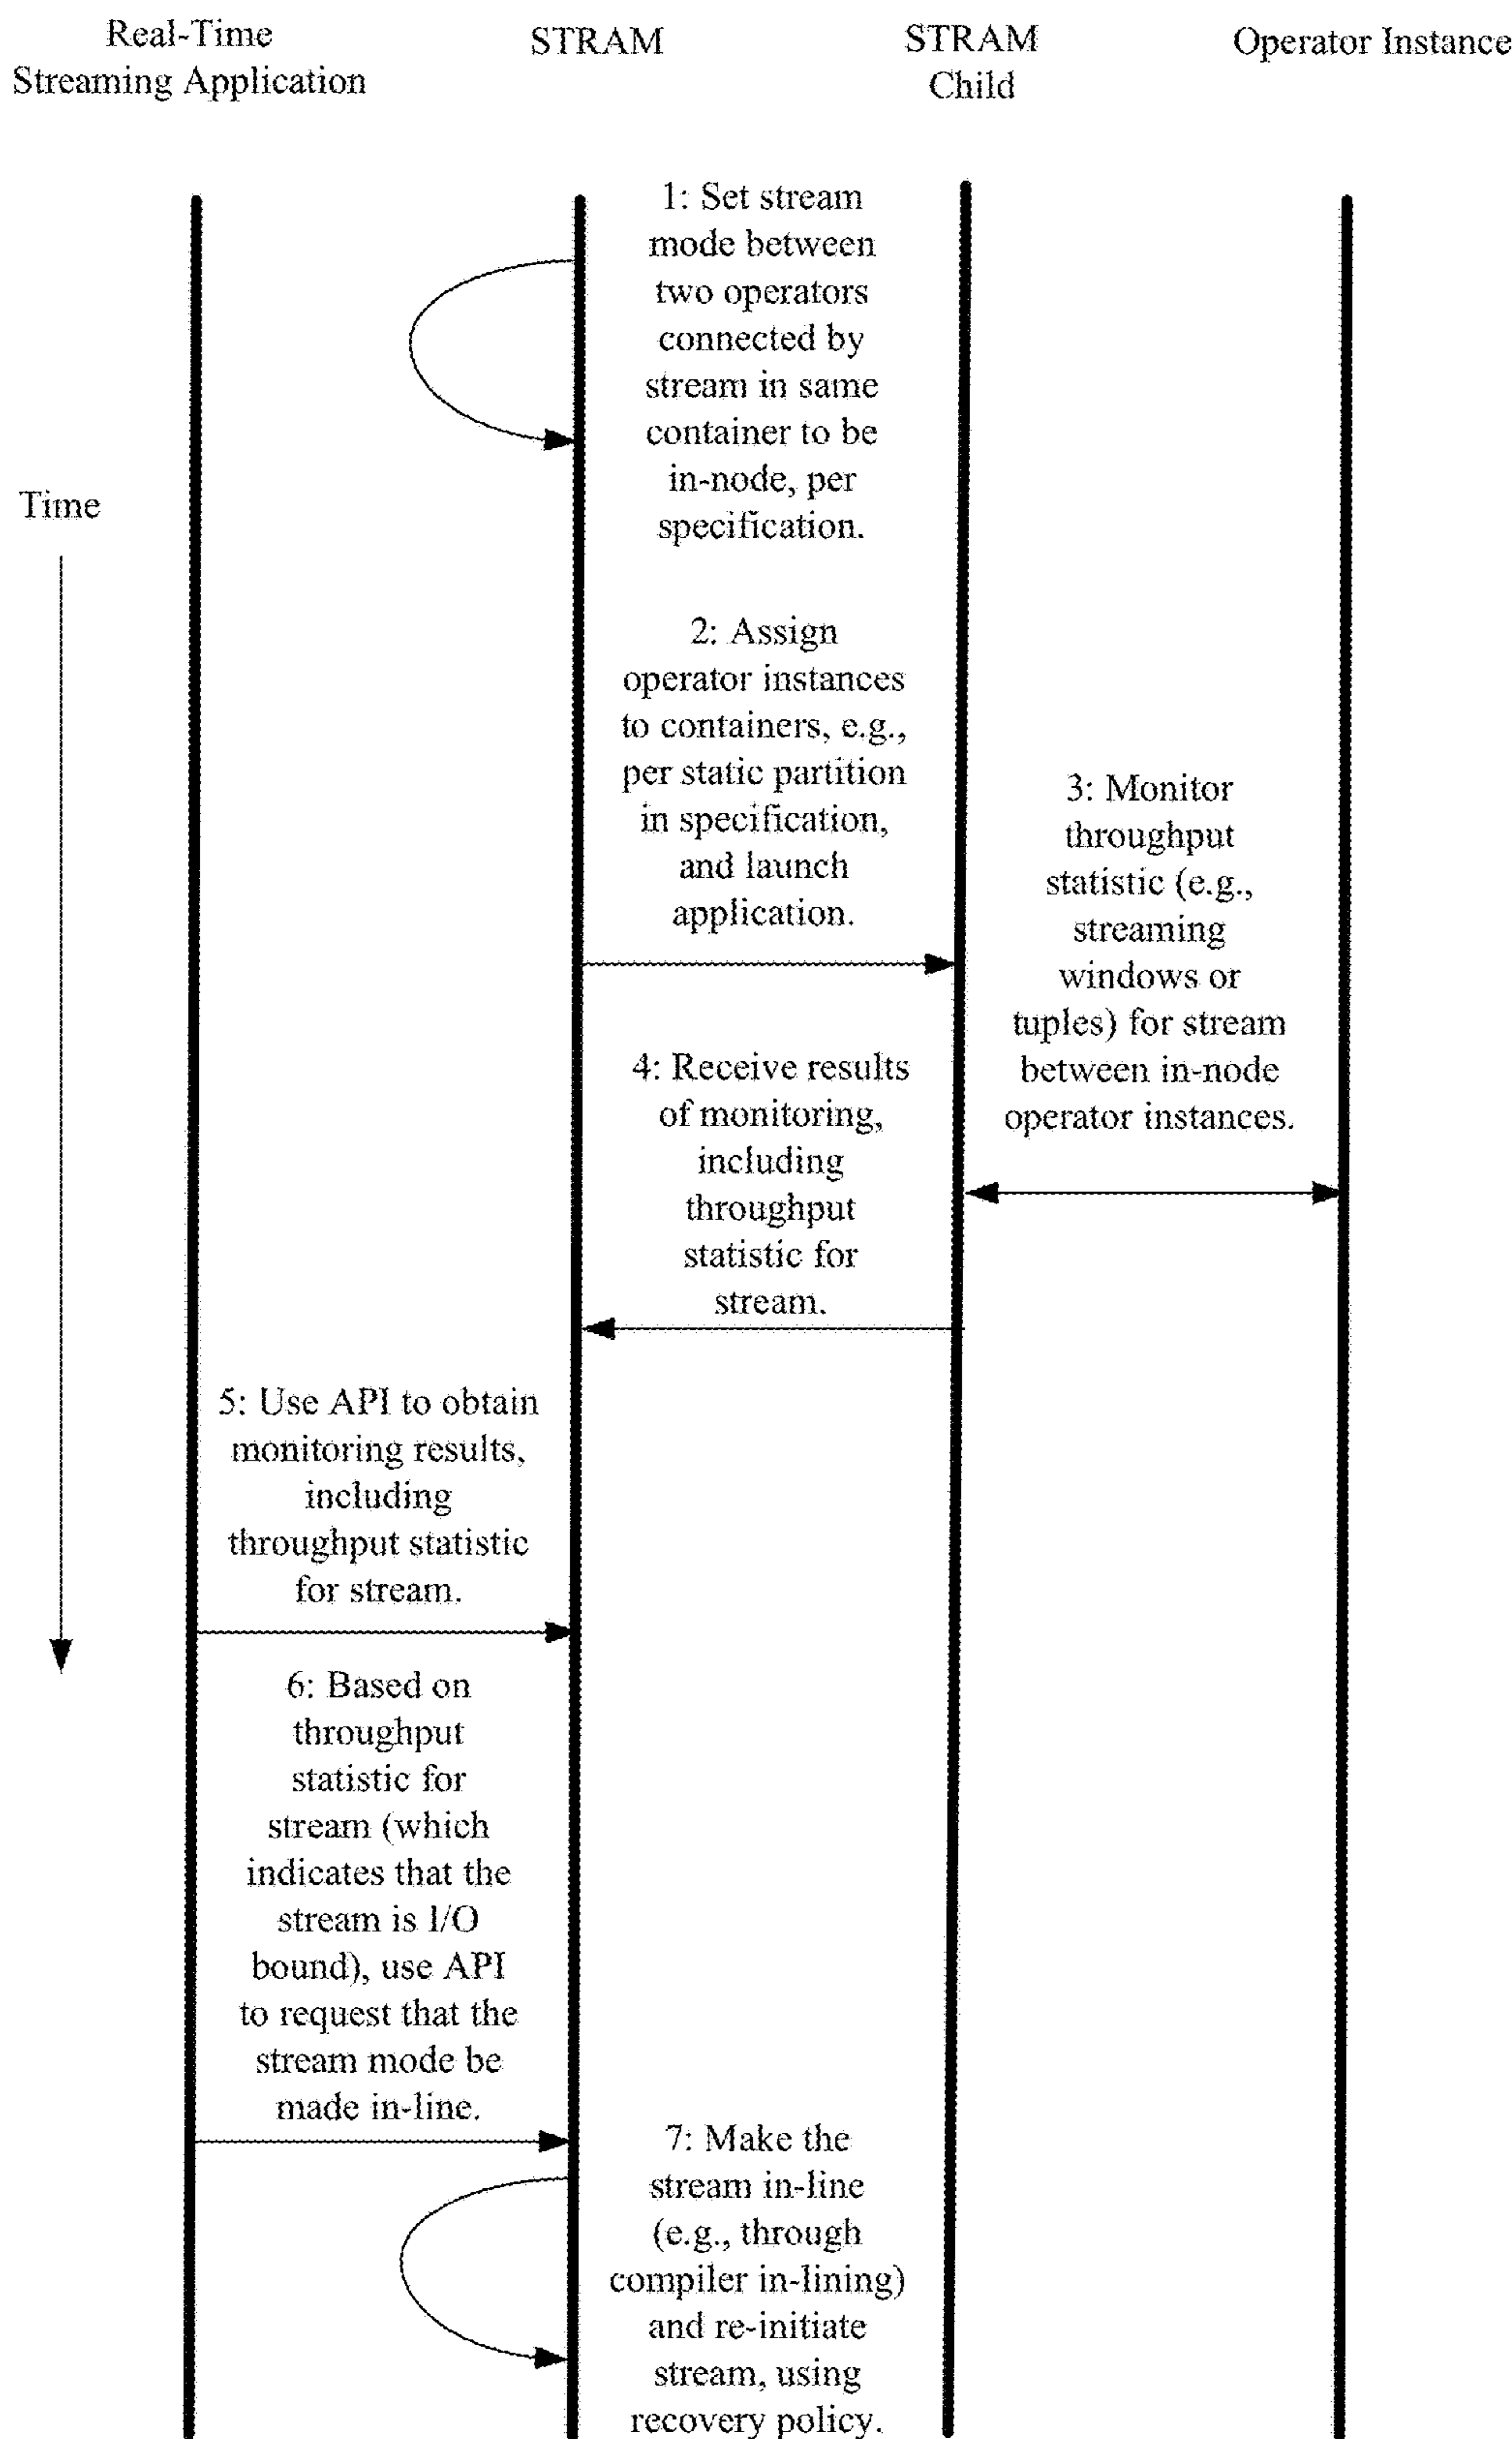 Real-Time
Streaming Application
STRAM
STRAM
Child
Operator Instance
1: Set stream
mode between
two operators
connected by
stream in same
container to be
in-node, per
specification.
Time
2: Assign
operator instances
to containers, e.g.,
per static partition
in specification,
and launch
application.
3: Monitor
throughput
statistic (e.g.,
streaming
windows or
tuples) for stream
between in-node
operator instances.
4: Receive results
of monitoring,
including
throughput
statistic for
stream.
5: Use API to obtain
monitoring results,
including
throughput statistic
for stream.
6: Based on
throughput
statistic for
stream (which
indicates that the
stream is I/O
bound), use API
to request that the
stream mode be
made in-line.
7: Make the
stream in-line
(e.g., through
compiler in-lining)
and re-initiate
stream, using
recovery policy.